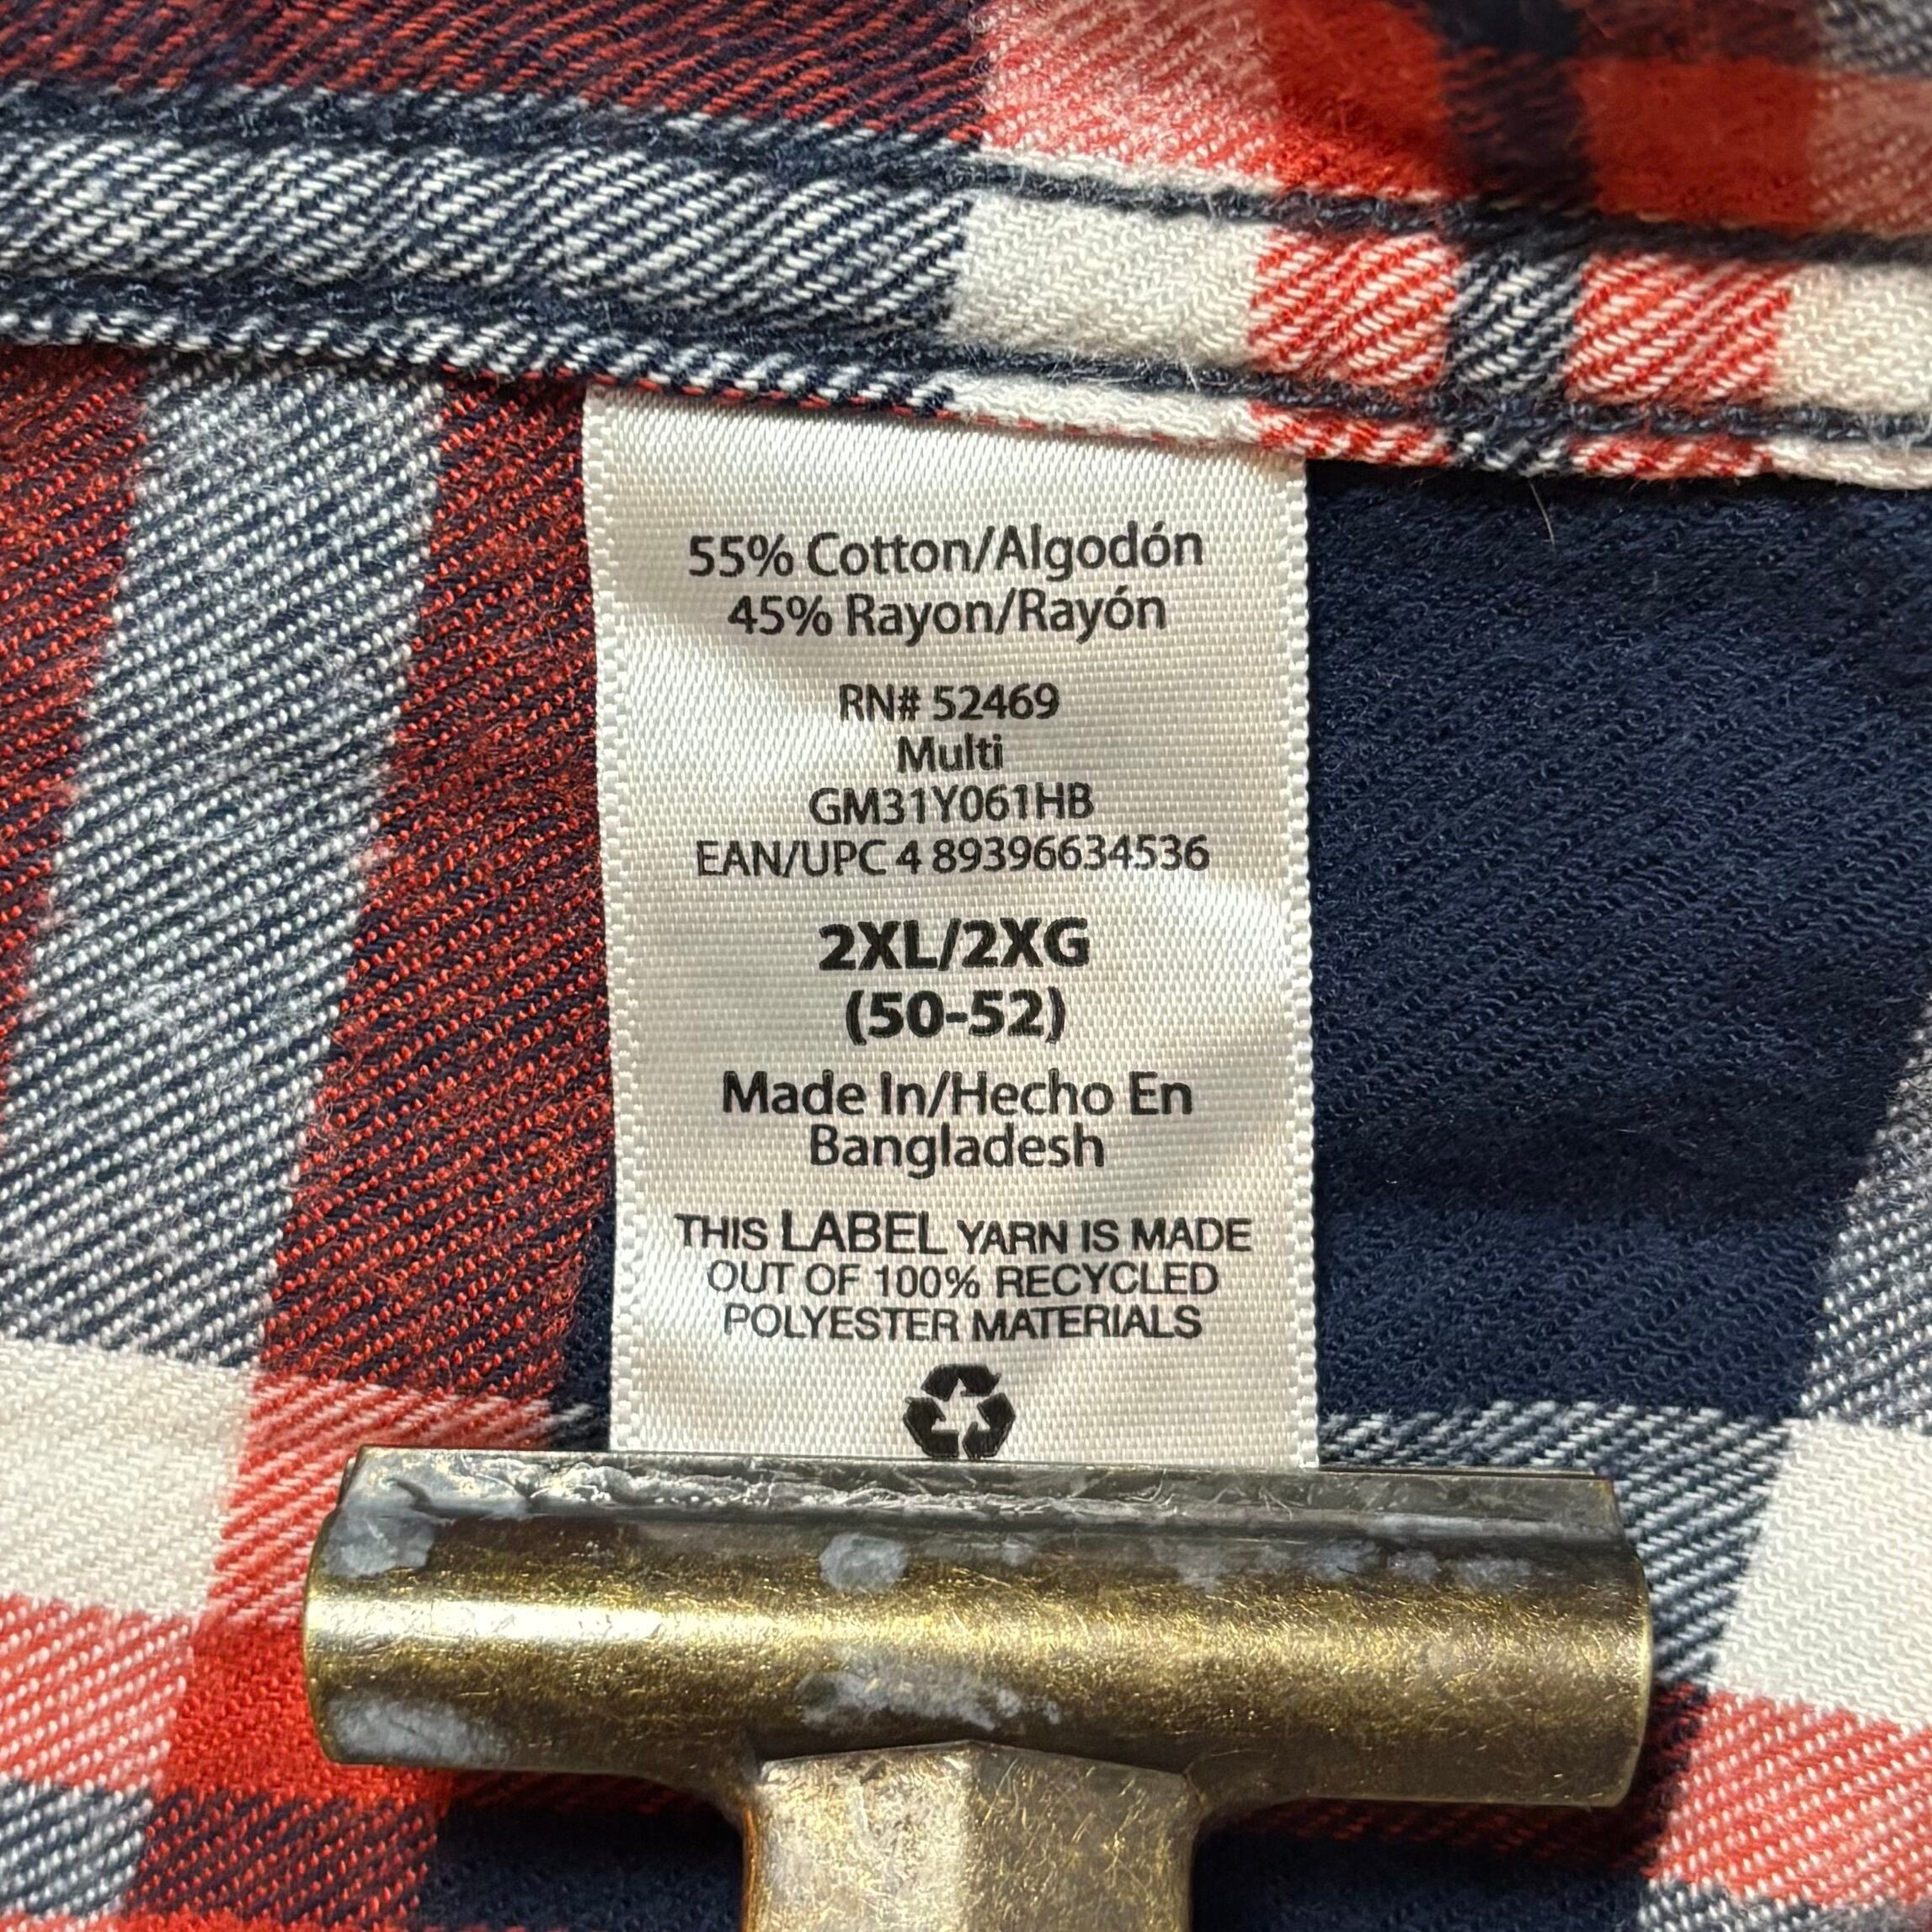 55% Cotton/Algodón
45% Rayon/Rayón
RN# 52469
Multi
GM31Y061HB
EAN/UPC 4 89396634536
2XL/2XG
(50-52)
Made In/Hecho En
Bangladesh
THIS LABEL YARN IS MADE
OUT OF 100% RECYCLED
POLYESTER MATERIALS